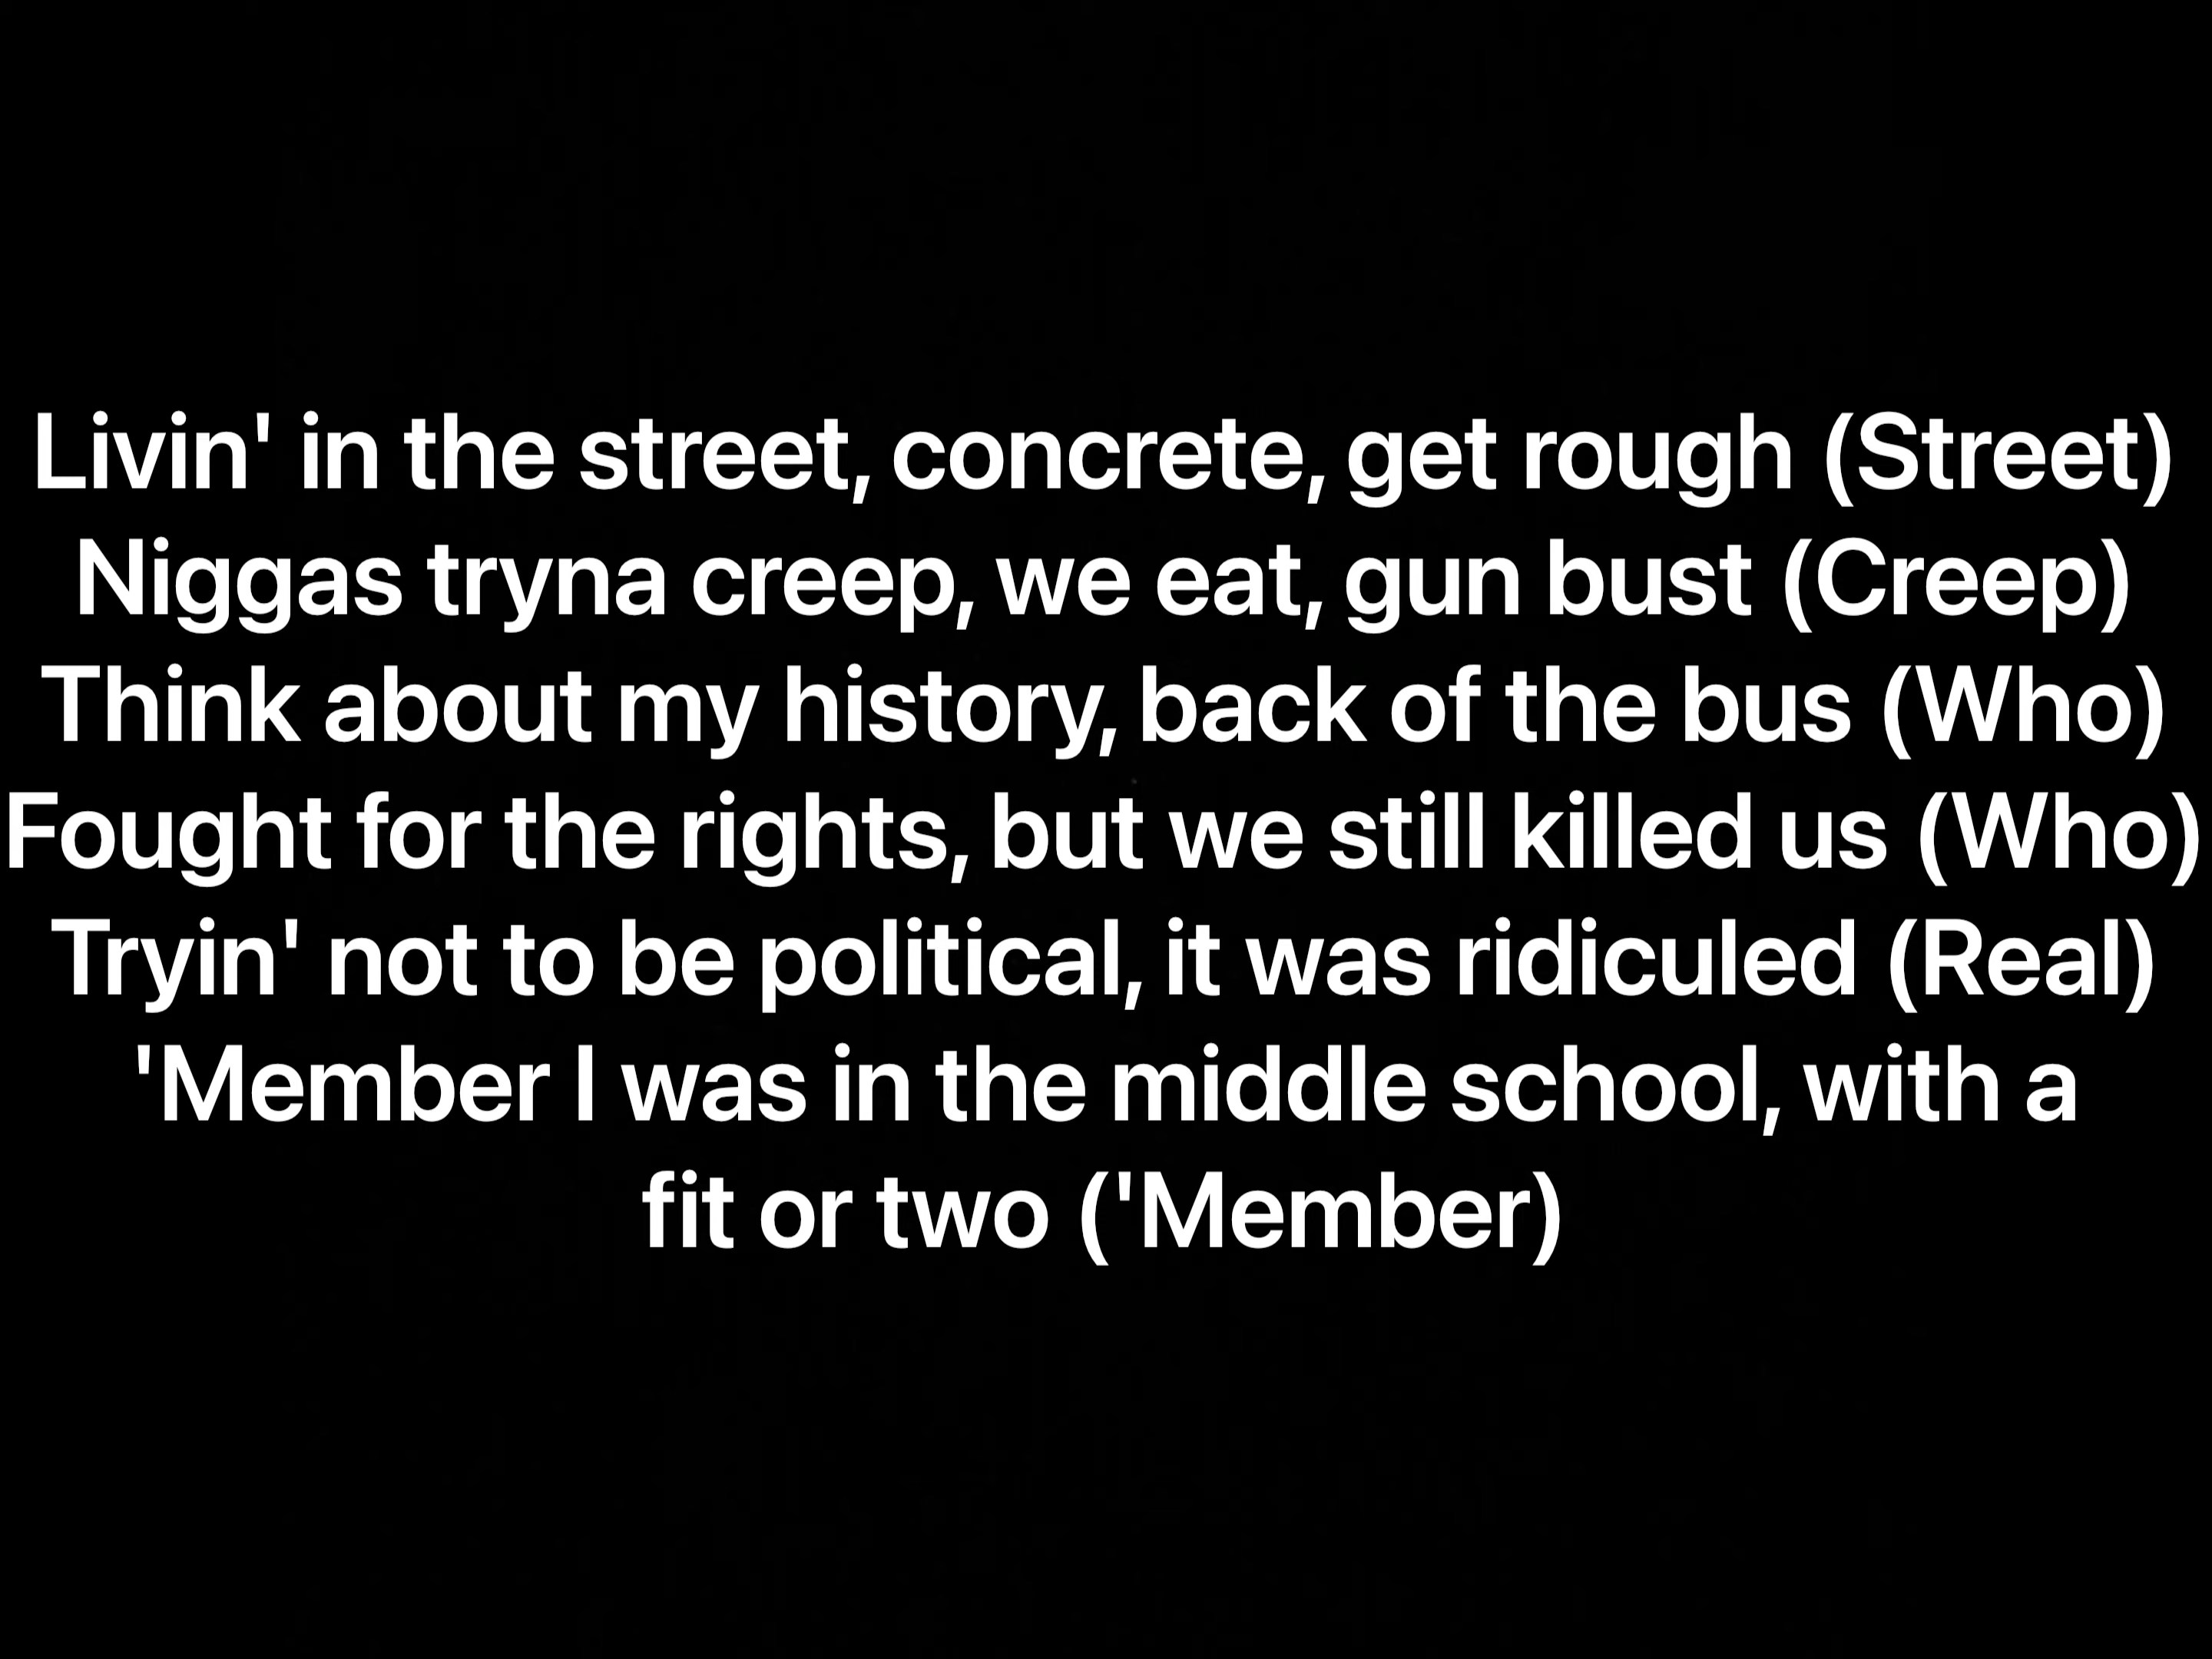 Livin' in the street, concrete, get rough (Street)
Niggas tryna creep, we eat, gun bust (Creep)
Think about my history, back of the bus (Who)
Fought for the rights, but we still killed us (Who)
Tryin' not to be political, it was ridiculed (Real)
'Member I was in the middle school, with a
fit or two ('Member)